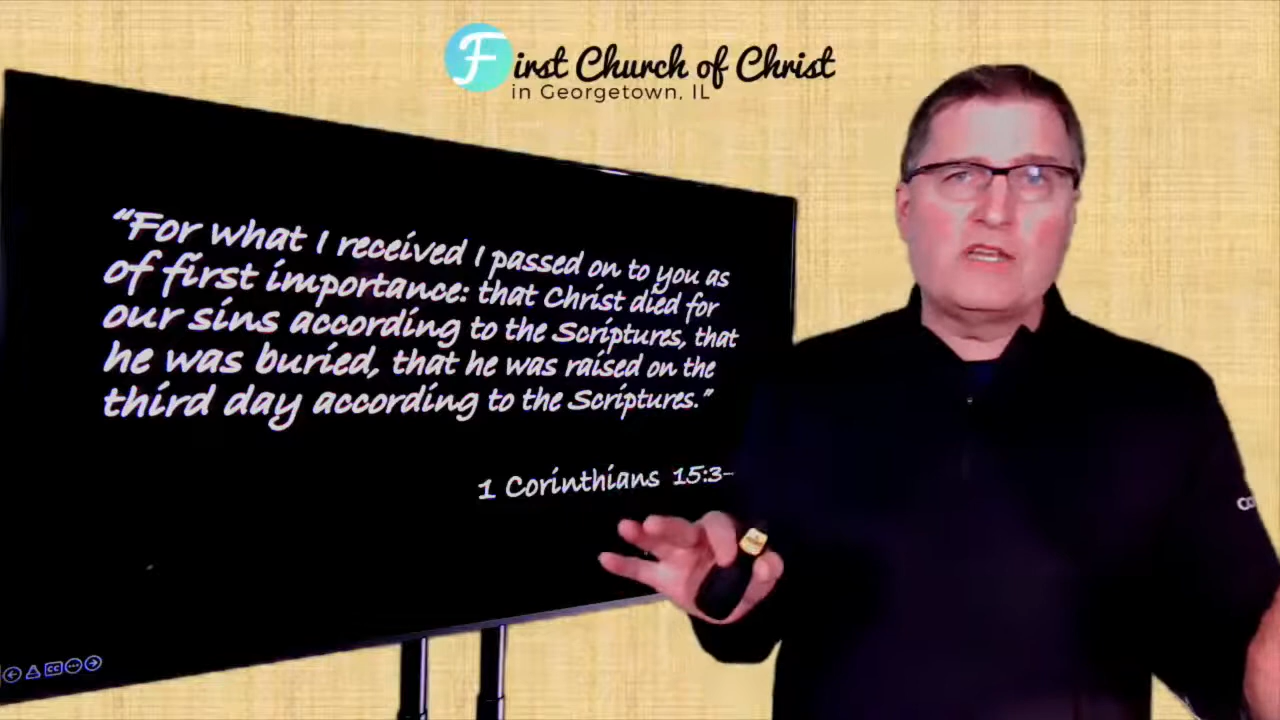 First Church of Christ
in Georgetown, IL
“For what I received I passed on to you as
of first importance: that Christ died for
our sins according to the Scriptures, that
he was buried, that he was raised on the
third day according to the Scriptures.”
1 Corinthians 15:3-
CC